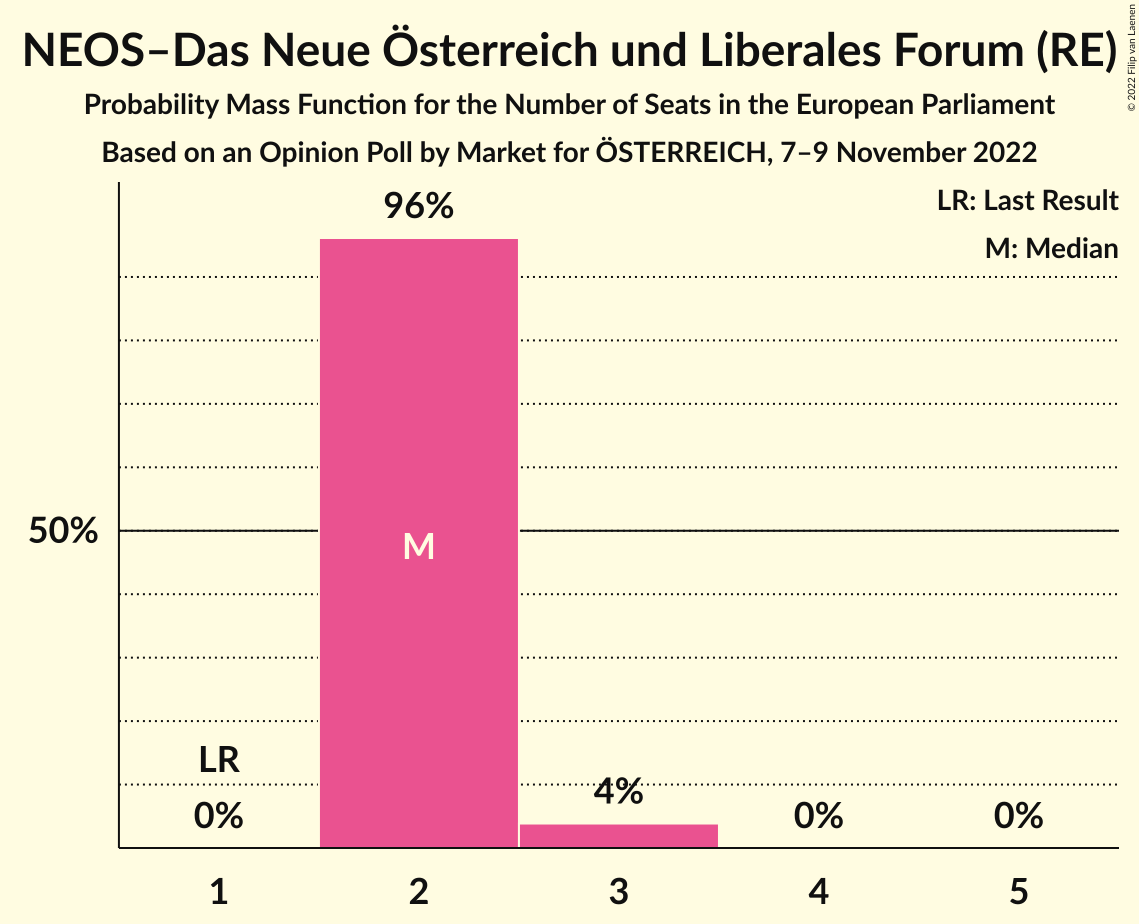 NEOS–Das Neue Österreich und Liberales Forum (RE)
Probability Mass Function for the Number of Seats in the European Parliament
Based on an Opinion Poll by Market for ÖSTERREICH, 7–9 November 2022
© 2022 Filip van Laenen
LR: Last Result
M: Median
96%
50%
M
LR
0%
4%
0%
0%
1
2
3
4
5